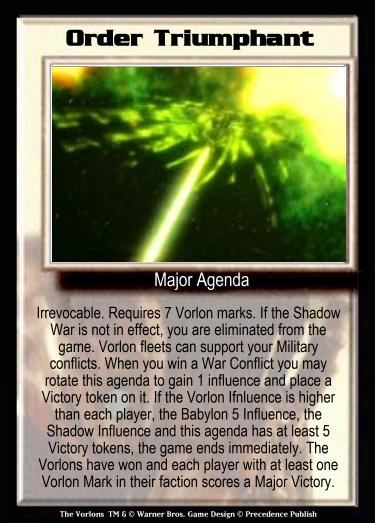 Order Triumphant
Major Agenda
Irrevocable. Requires 7 Vorlon marks. If the Shadow
War is not in effect, you are eliminated from the
game. Vorlon fleets can support your Military
conflicts. When you win a War Conflict you may
rotate this agenda to gain 1 influence and place a
Victory token on it. If the Vorlon Ifnluence is higher
than each player, the Babylon 5 Influence, the
Shadow Influence and this agenda has at least 5
Victory tokens, the game ends immediately. The
Vorlons have won and each player with at least one
Vorlon Mark in their faction scores a Major Victory.
The Vorlons TM & © Warner Bros. Game Design © Precedence Publish